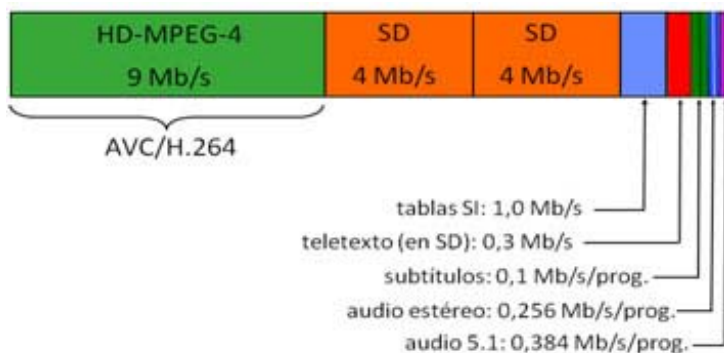 HD-MPEG-4 SD SD
9 Mb/s 4 Mb/s 4 Mb/s
AVC/H.264
tablas SI: 1,0 Mb/s
teletexto (en SD): 0,3 Mb/s
subtítulos: 0,1 Mb/s/prog.
audio estéreo: 0,256 Mb/s/prog.
audio 5.1: 0,384 Mb/s/prog.